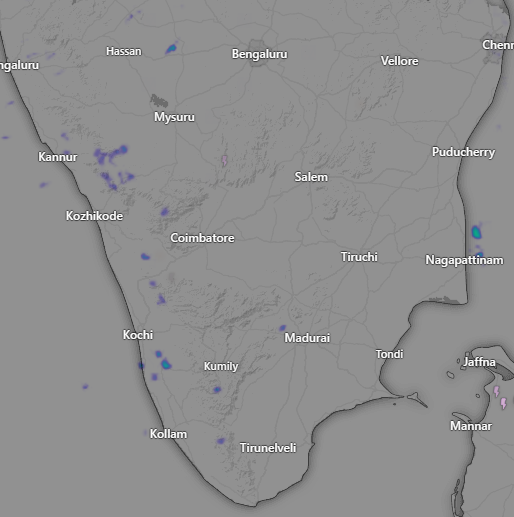 Hassan
Bengaluru
Chenn
ngaluru
Vellore
Mysuru
Kannur
Puducherry
Salem
Kozhikode
Coimbatore
Tiruchi
Nagapattinam
Kochi
Madurai
Tondi
Jaffna
Kumily
Mannar
Kollam
Tirunelveli